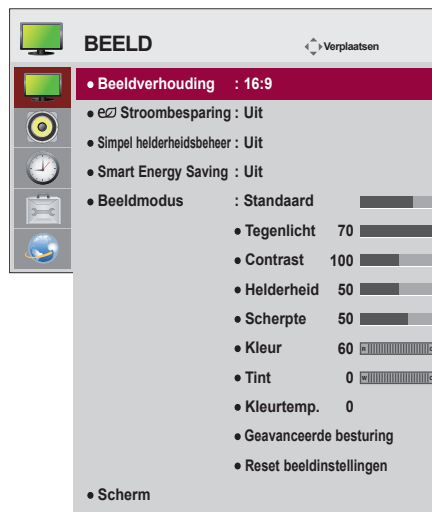 BEELD Verplaatsen
• Beeldverhouding : 16:9
• Stroombesparing : Uit
• Simpel helderheidsbeheer : Uit
• Smart Energy Saving : Uit
• Beeldmodus : Standaard
• Tegenlicht 70
• Contrast 100
• Helderheid 50
• Scherpte 50
• Kleur 60
• Tint 0
• Kleurtemp. 0
• Geavanceerde besturing
• Reset beeldinstellingen
• Scherm